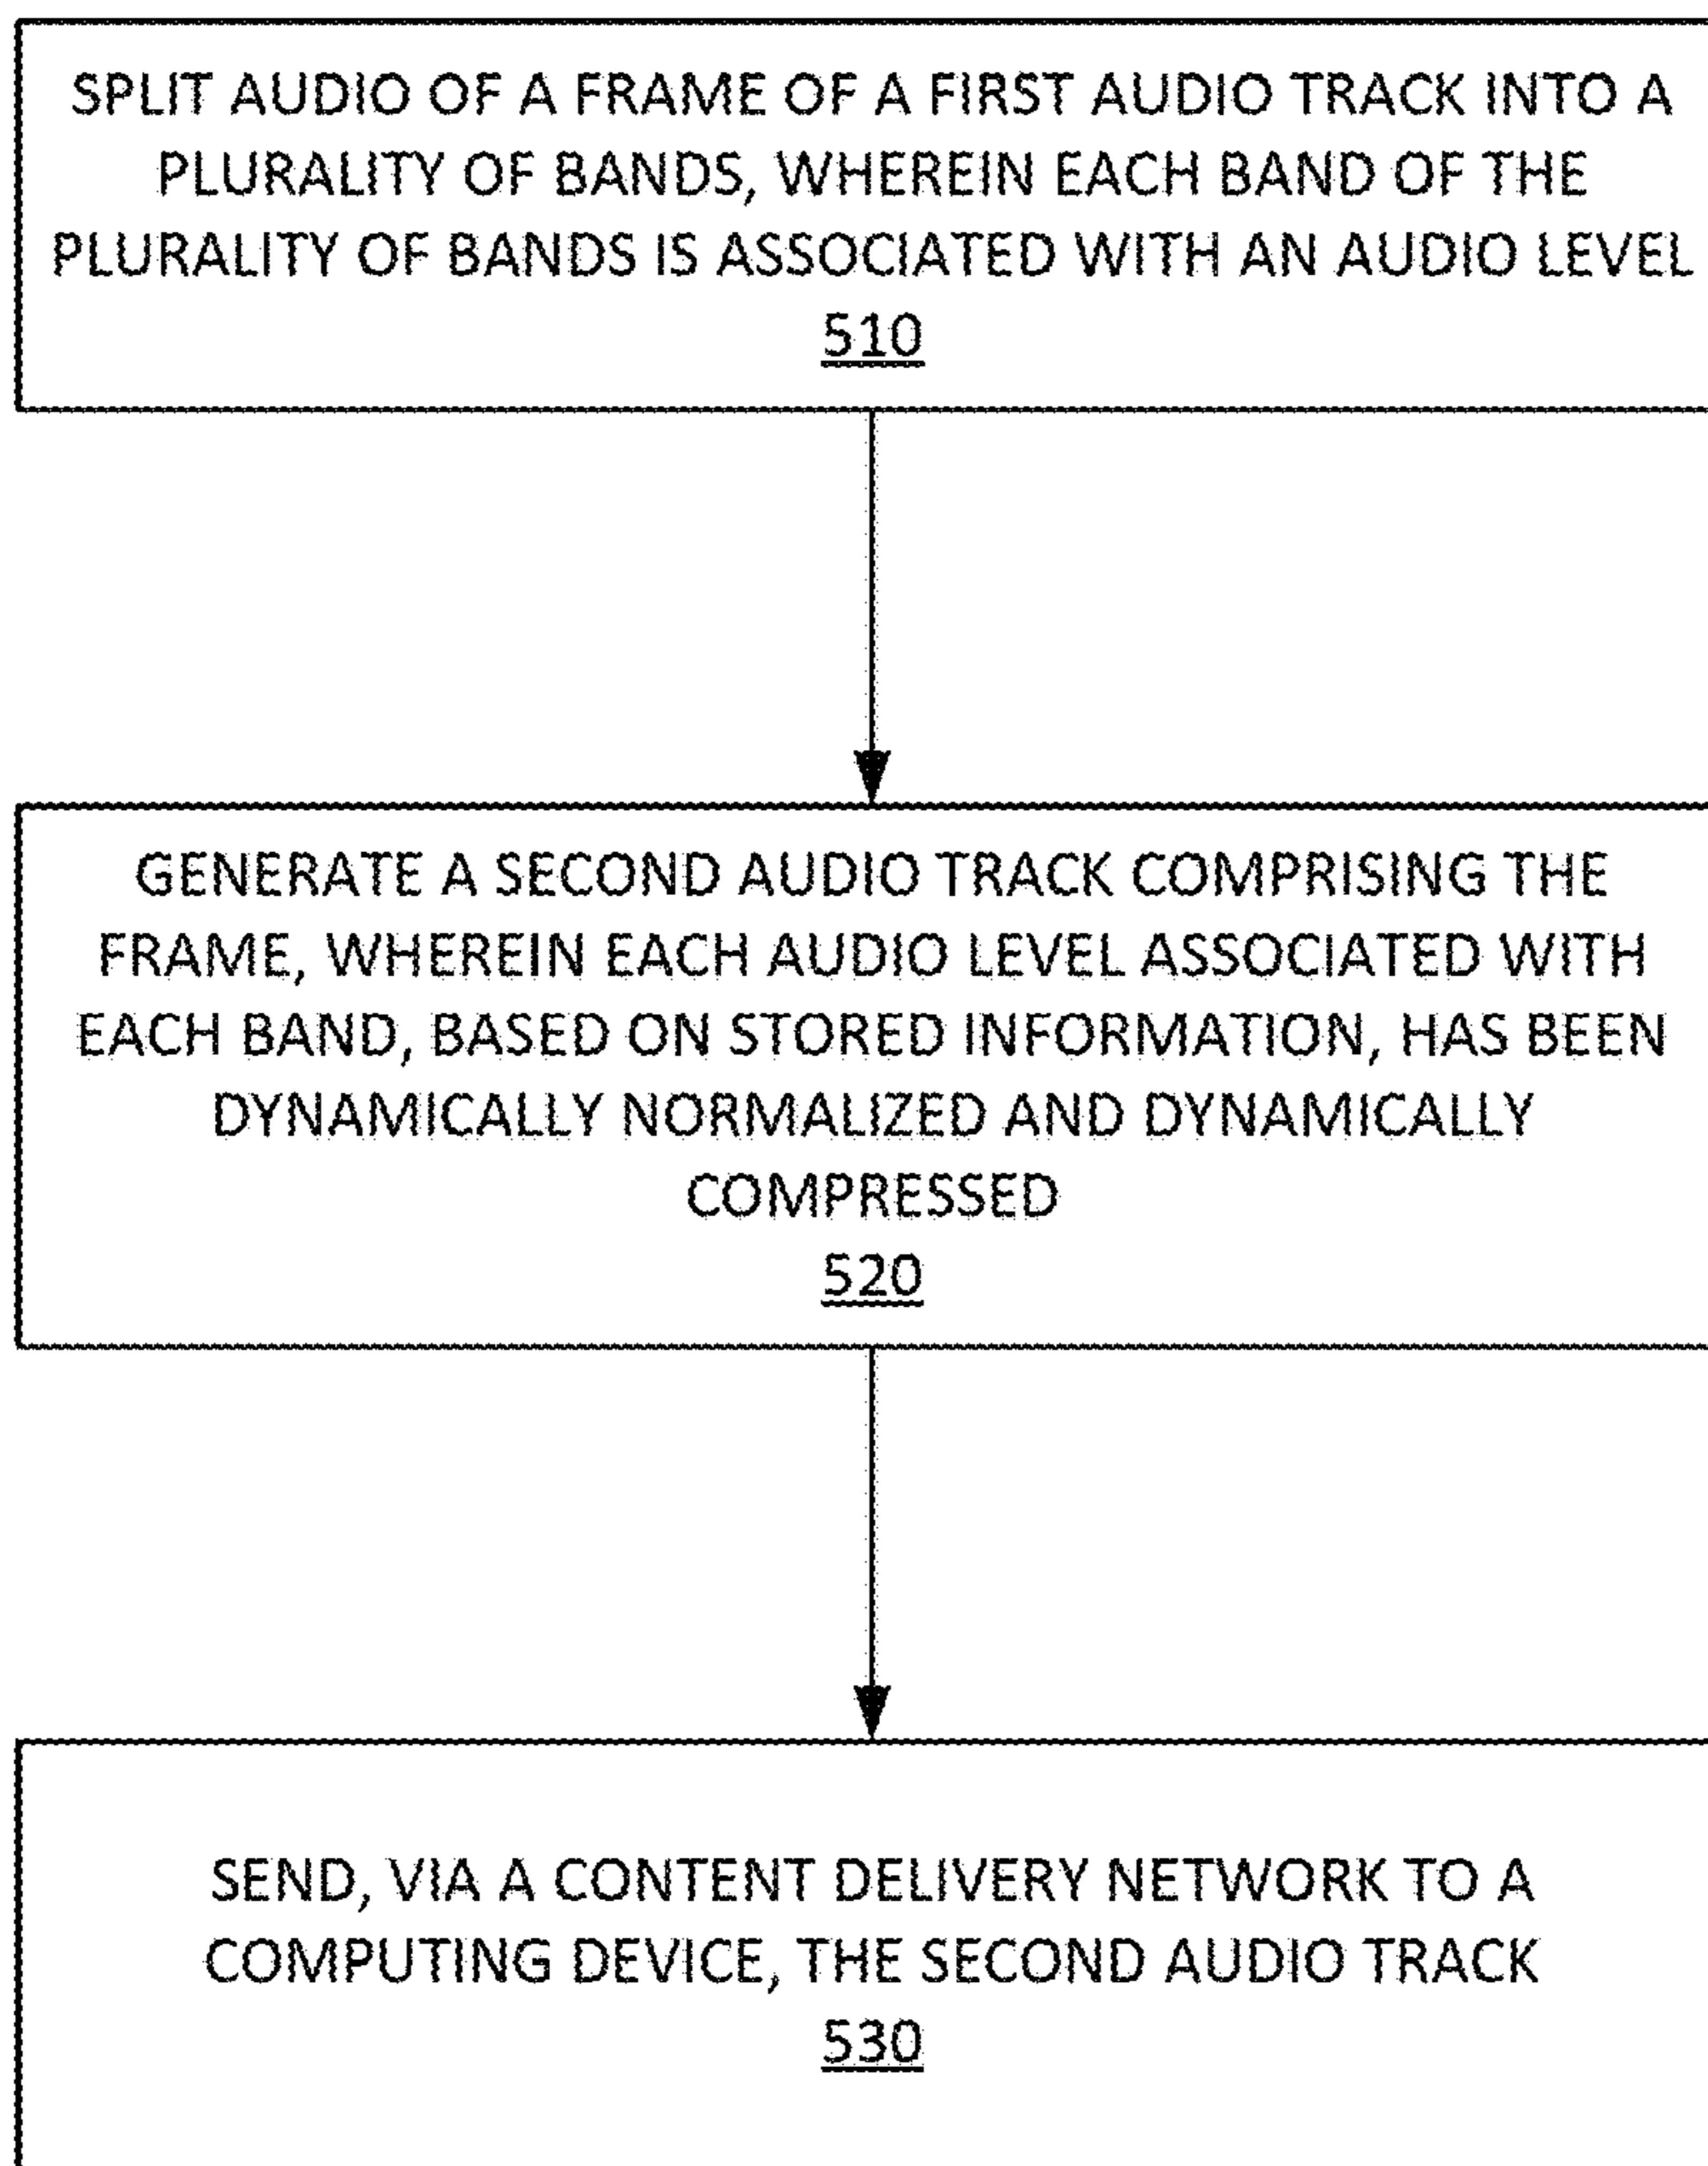 SPLIT AUDIO OF A FRAME OF A FIRST AUDIO TRACK INTO A
PLURALITY OF BANDS, WHEREIN EACH BAND OF THE
PLURALITY OF BANDS IS ASSOCIATED WITH AN AUDIO LEVEL
510
GENERATE A SECOND AUDIO TRACK COMPRISING THE
FRAME, WHEREIN EACH AUDIO LEVEL ASSOCIATED WITH
EACH BAND, BASED ON STORED INFORMATION, HAS BEEN
DYNAMICALLY NORMALIZED AND DYNAMICALLY
COMPRESSED
520
SEND, VIA A CONTENT DELIVERY NETWORK TO A
COMPUTING DEVICE, THE SECOND AUDIO TRACK
530